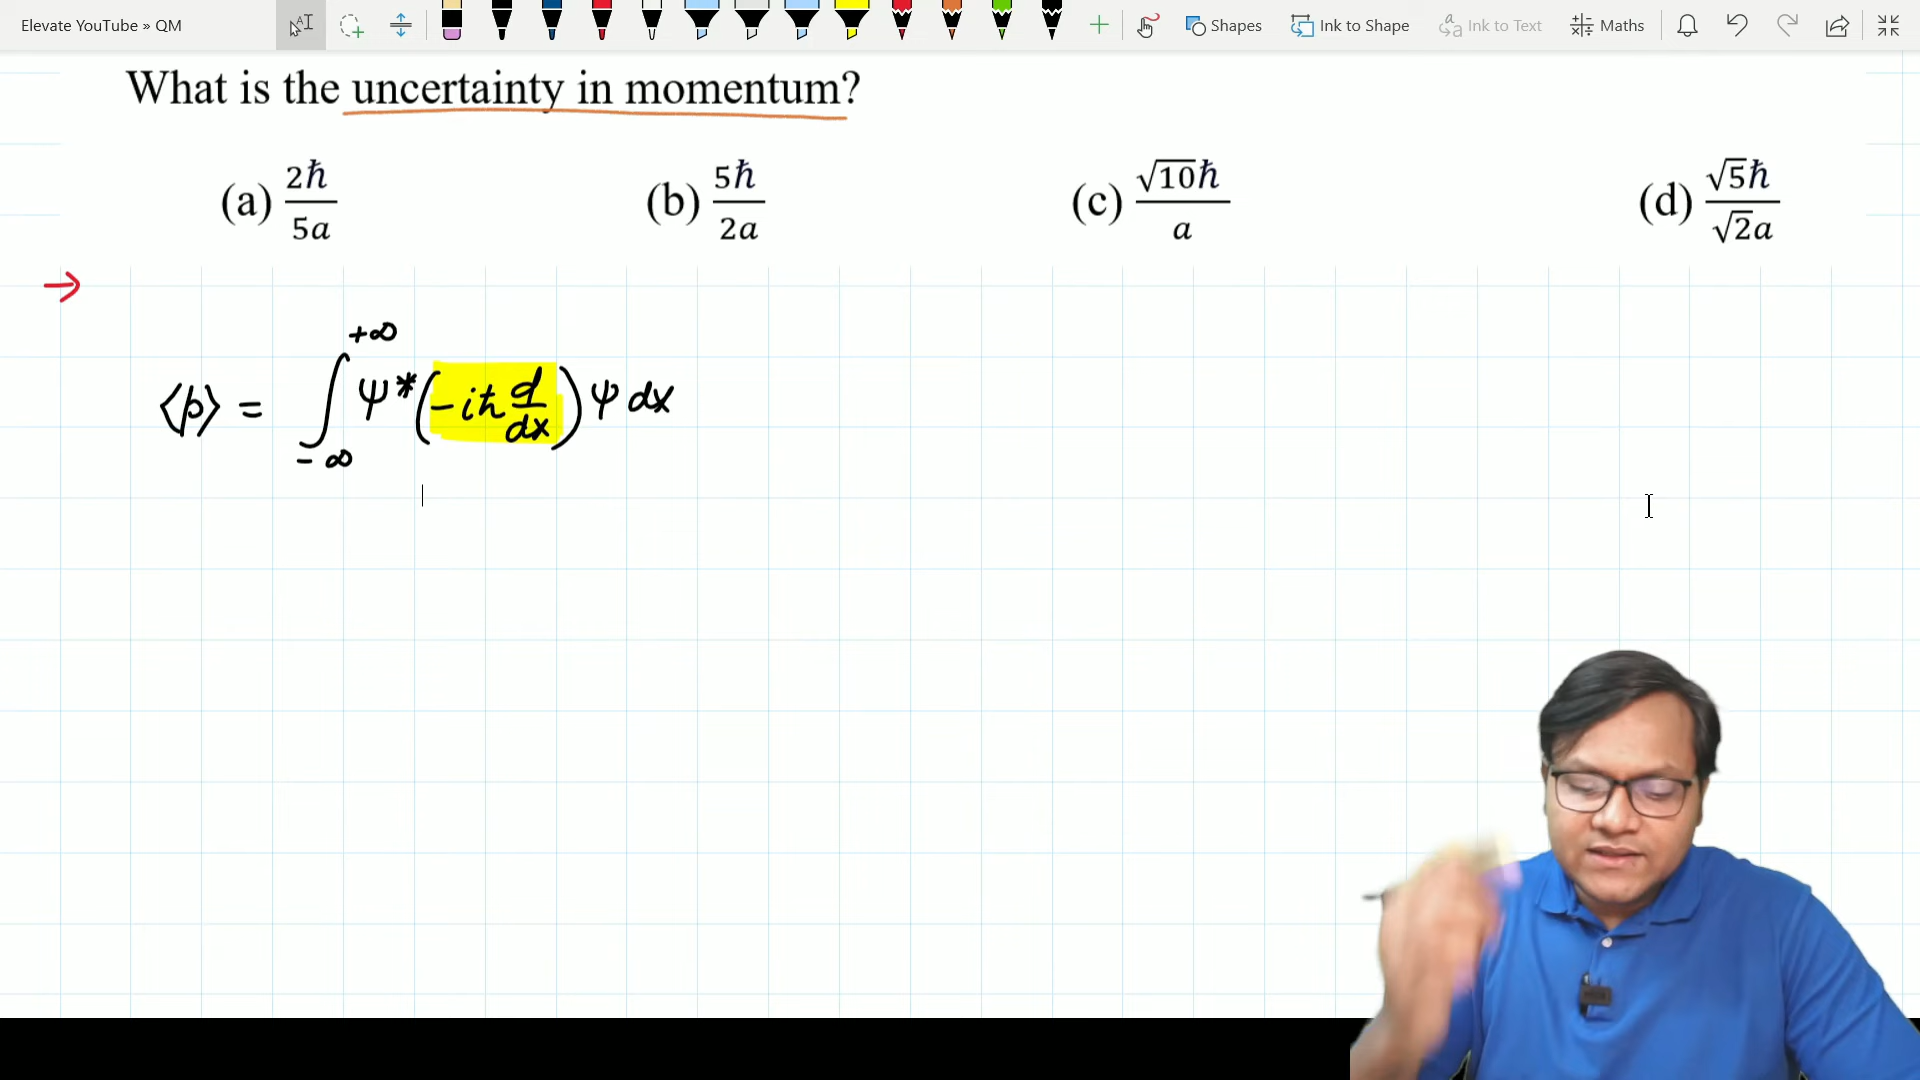 Elevate YouTube » QM
Shapes Ink to Shape Ink to Text Maths
What is the uncertainty in momentum?
(a) 2ħ/5a (b) 5ħ/2a (c) √10ħ/a (d) √5ħ/√2a
→
⟨p⟩ = ∫_{-∞}^{+∞} ψ* (-iħ d/dx) ψ dx